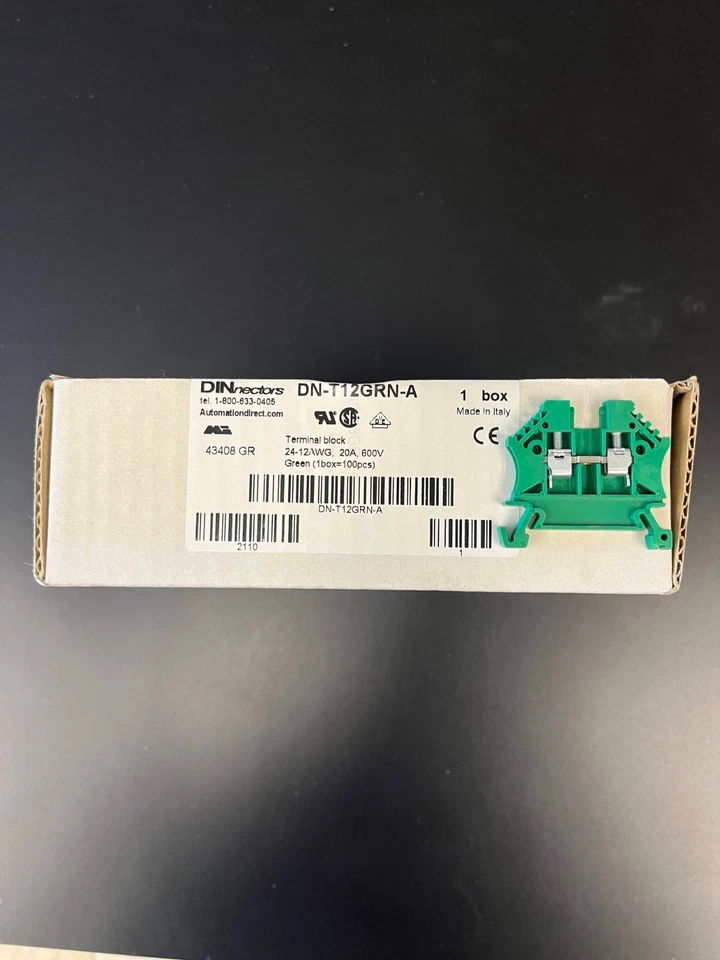 DINnectors DN-T12GRN-A 1 box
tel. 1-800-633-0405 Made in Italy
Automationdirect.com
43408 GR
Terminal block
24-12AWG, 20A, 600V
Green (1box=100pcs)
CE
DN-T12GRN-A
2110 1